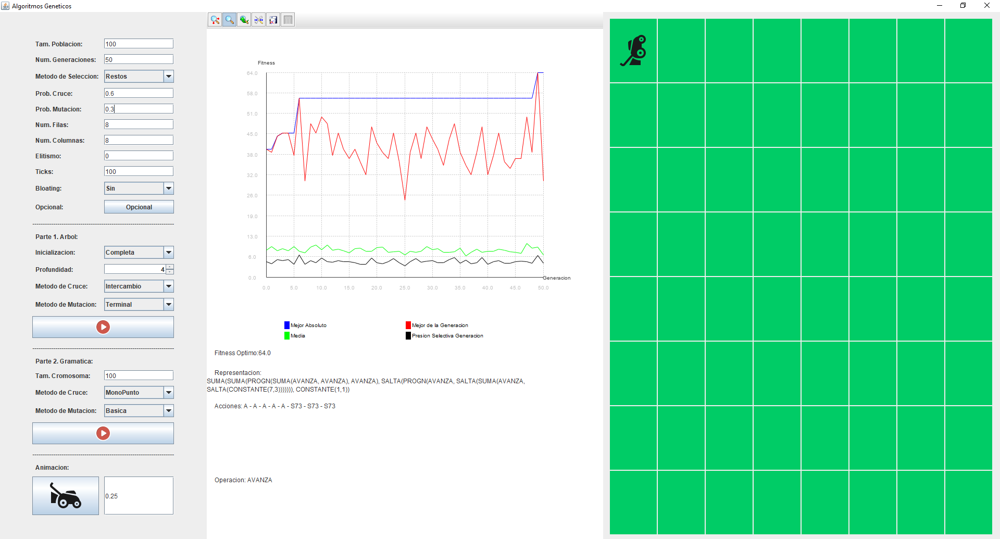 Algoritmos Geneticos
Tam. Poblacion: 100
Num. Generaciones: 50
Metodo de Seleccion: Restos
Prob. Cruce: 0.6
Prob. Mutacion: 0.3
Num. Filas: 8
Num. Columnas: 8
Elitismo: 0
Ticks: 100
Bloating: Sin
Opcional: Opcional
Parte 1. Arbol:
Inicializacion: Completa
Profundidad: 4
Metodo de Cruce: Intercambio
Metodo de Mutacion: Terminal
Parte 2. Gramatica:
Tam. Cromosoma: 100
Metodo de Cruce: MonoPunto
Metodo de Mutacion: Basica
Animacion:
0.25
Fitness
64.0
58.0
51.0
45.0
38.0
32.0
26.0
19.0
13.0
6.0
0.0
Generacion
0.0 5.0 10.0 15.0 20.0 25.0 30.0 35.0 40.0 45.0 50.0
Mejor Absoluto Mejor de la Generacion
Media Presion Selectiva Generacion
Fitness Optimo:64.0
Representacion:
SUMA(SUMA(PROGN(SUMA(AVANZA, AVANZA), AVANZA), SALTA(PROGN(AVANZA, SALTA(SUMA(AVANZA,
SALTA(CONSTANTE(7,3))))))), CONSTANTE(1,1))
Acciones: A - A - A - A - A - S73 - S73 - S73
Operacion: AVANZA